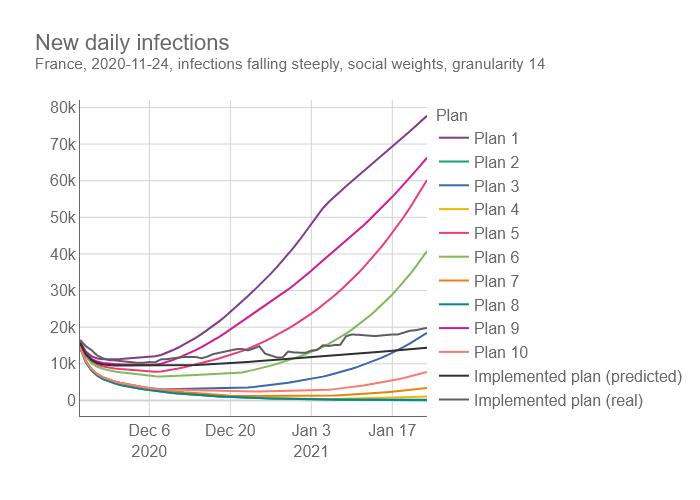 New daily infections
France, 2020-11-24, infections falling steeply, social weights, granularity 14
80k
70k
60k
50k
40k
30k
20k
10k
0
Dec 6
2020
Dec 20
Jan 3
2021
Jan 17
Plan
Plan 1
Plan 2
Plan 3
Plan 4
Plan 5
Plan 6
Plan 7
Plan 8
Plan 9
Plan 10
Implemented plan (predicted)
Implemented plan (real)